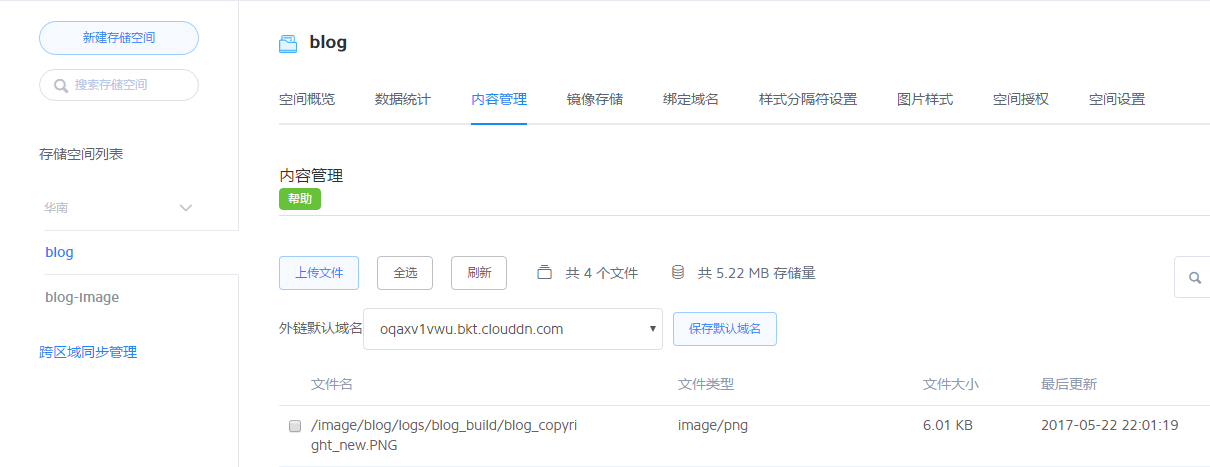 新建存储空间
搜索存储空间
存储空间列表
华南
blog
blog-image
跨区域同步管理
blog
空间概览 数据统计 内容管理 镜像存储 绑定域名 样式分隔符设置 图片样式 空间授权 空间设置
内容管理
帮助
上传文件 全选 刷新 共 4 个文件 共 5.22 MB 存储量
外链默认域名 oqaxv1vwu.bkt.clouddn.com 保存默认域名
文件名 文件类型 文件大小 最后更新
/image/blog/logs/blog_build/blog_copyri image/png 6.01 KB 2017-05-22 22:01:19
ght_new.PNG